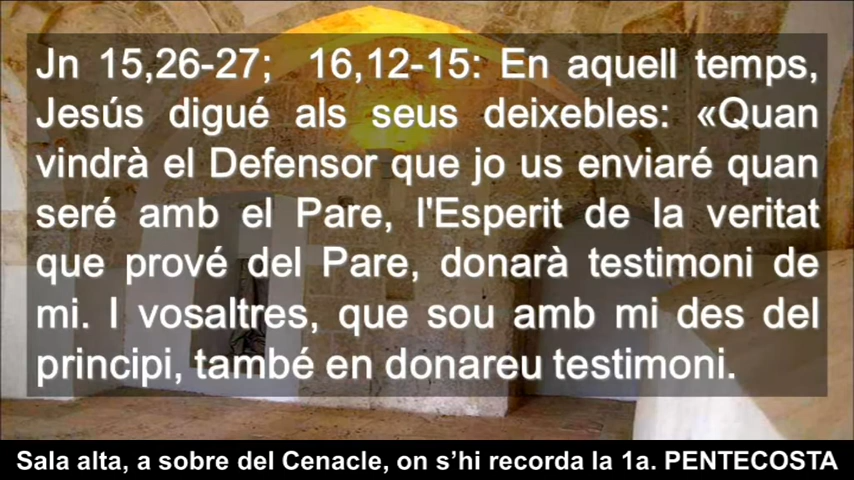 Jn 15,26-27; 16,12-15: En aquell temps,
Jesús digué als seus deixebles: «Quan
vindrà el Defensor que jo us enviaré quan
seré amb el Pare, l'Esperit de la veritat
que prové del Pare, donarà testimoni de
mi. I vosaltres, que sou amb mi des del
principi, també en donareu testimoni.
Sala alta, a sobre del Cenacle, on s’hi recorda la 1a. PENTECOSTA